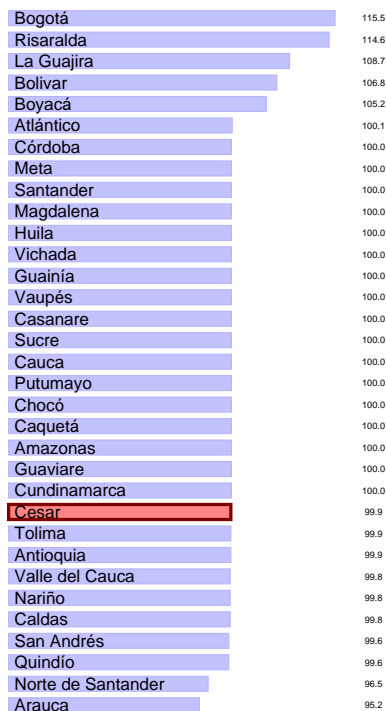 Bogotá 115.5
Risaralda 114.6
La Guajira 108.7
Bolivar 106.8
Boyacá 105.2
Atlántico 100.1
Córdoba 100.0
Meta 100.0
Santander 100.0
Magdalena 100.0
Huila 100.0
Vichada 100.0
Guainía 100.0
Vaupés 100.0
Casanare 100.0
Sucre 100.0
Cauca 100.0
Putumayo 100.0
Chocó 100.0
Caquetá 100.0
Amazonas 100.0
Guaviare 100.0
Cundinamarca 100.0
Cesar 99.9
Tolima 99.9
Antioquia 99.9
Valle del Cauca 99.8
Nariño 99.8
Caldas 99.8
San Andrés 99.6
Quindío 99.6
Norte de Santander 96.5
Arauca 95.2